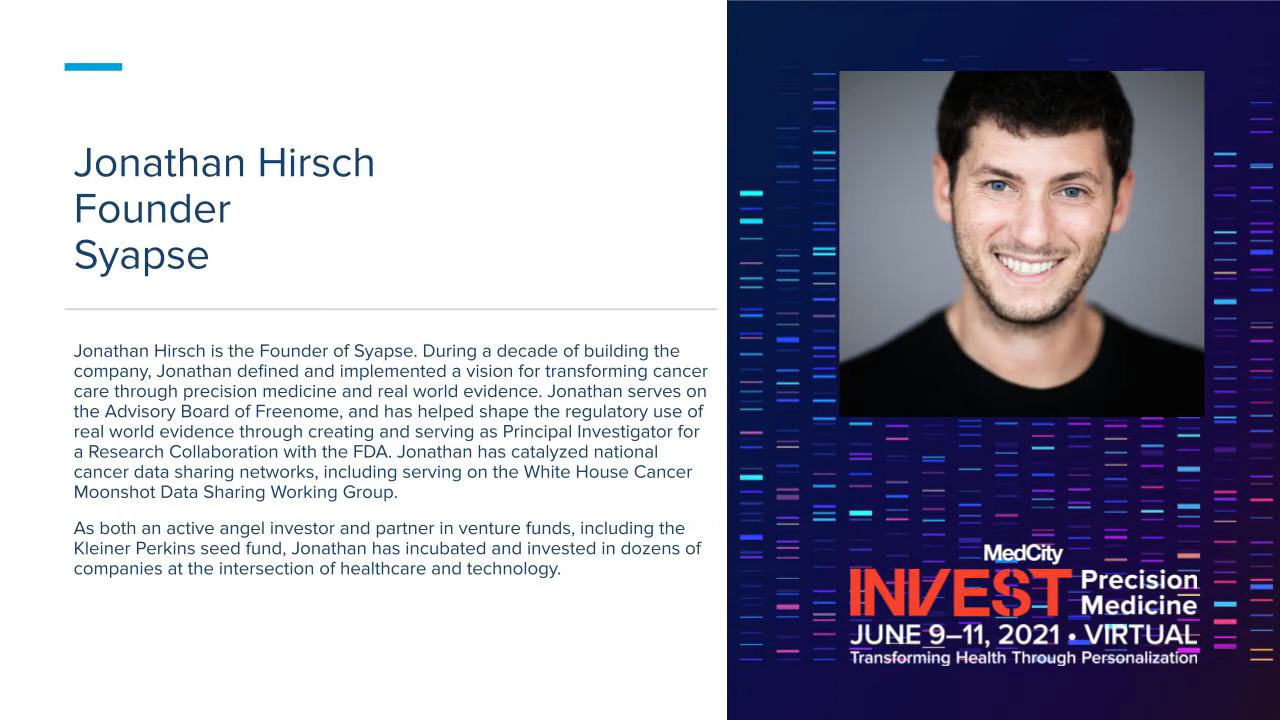 Jonathan Hirsch
Founder
Syapse
Jonathan Hirsch is the Founder of Syapse. During a decade of building the
company, Jonathan defined and implemented a vision for transforming cancer
care through precision medicine and real world evidence. Jonathan serves on
the Advisory Board of Freenome, and has helped shape the regulatory use of
real world evidence through creating and serving as Principal Investigator for
a Research Collaboration with the FDA. Jonathan has catalyzed national
cancer data sharing networks, including serving on the White House Cancer
Moonshot Data Sharing Working Group.
As both an active angel investor and partner in venture funds, including the
Kleiner Perkins seed fund, Jonathan has incubated and invested in dozens of
companies at the intersection of healthcare and technology.
MedCity
INVEST Precision
Medicine
JUNE 9–11, 2021 • VIRTUAL
Transforming Health Through Personalization